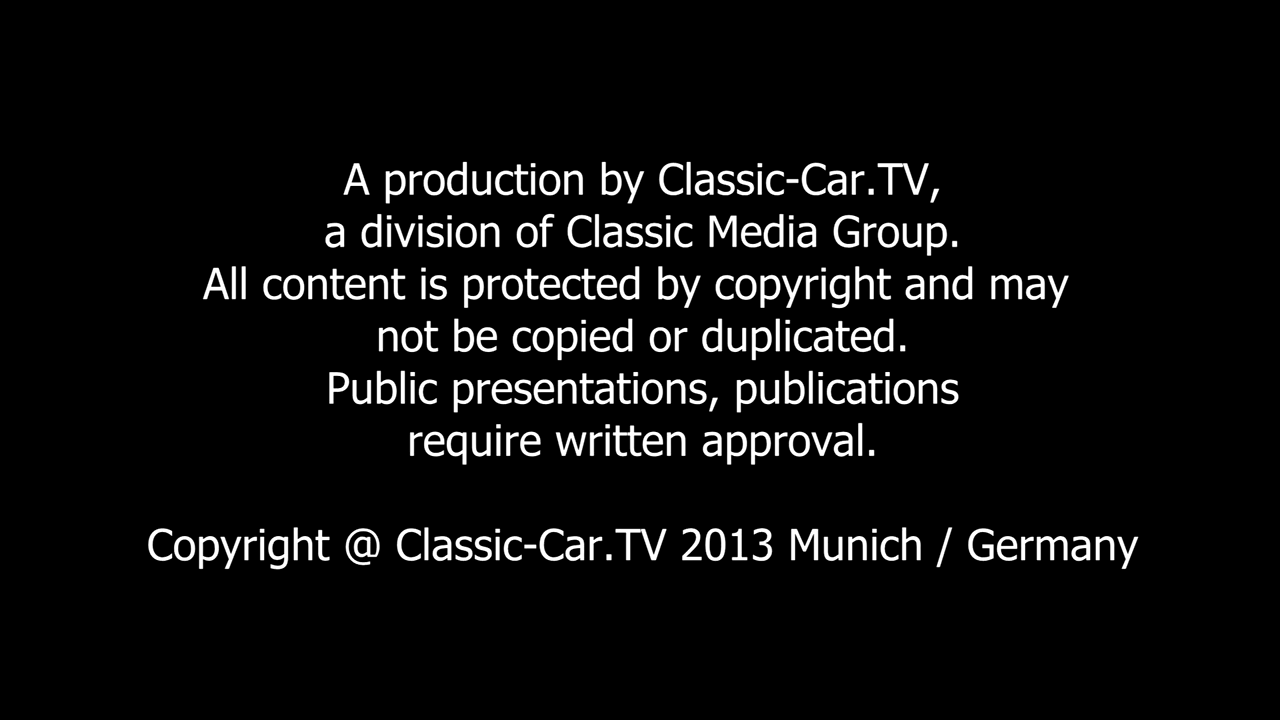 A production by Classic-Car.TV,
a division of Classic Media Group.
All content is protected by copyright and may
not be copied or duplicated.
Public presentations, publications
require written approval.
Copyright @ Classic-Car.TV 2013 Munich / Germany